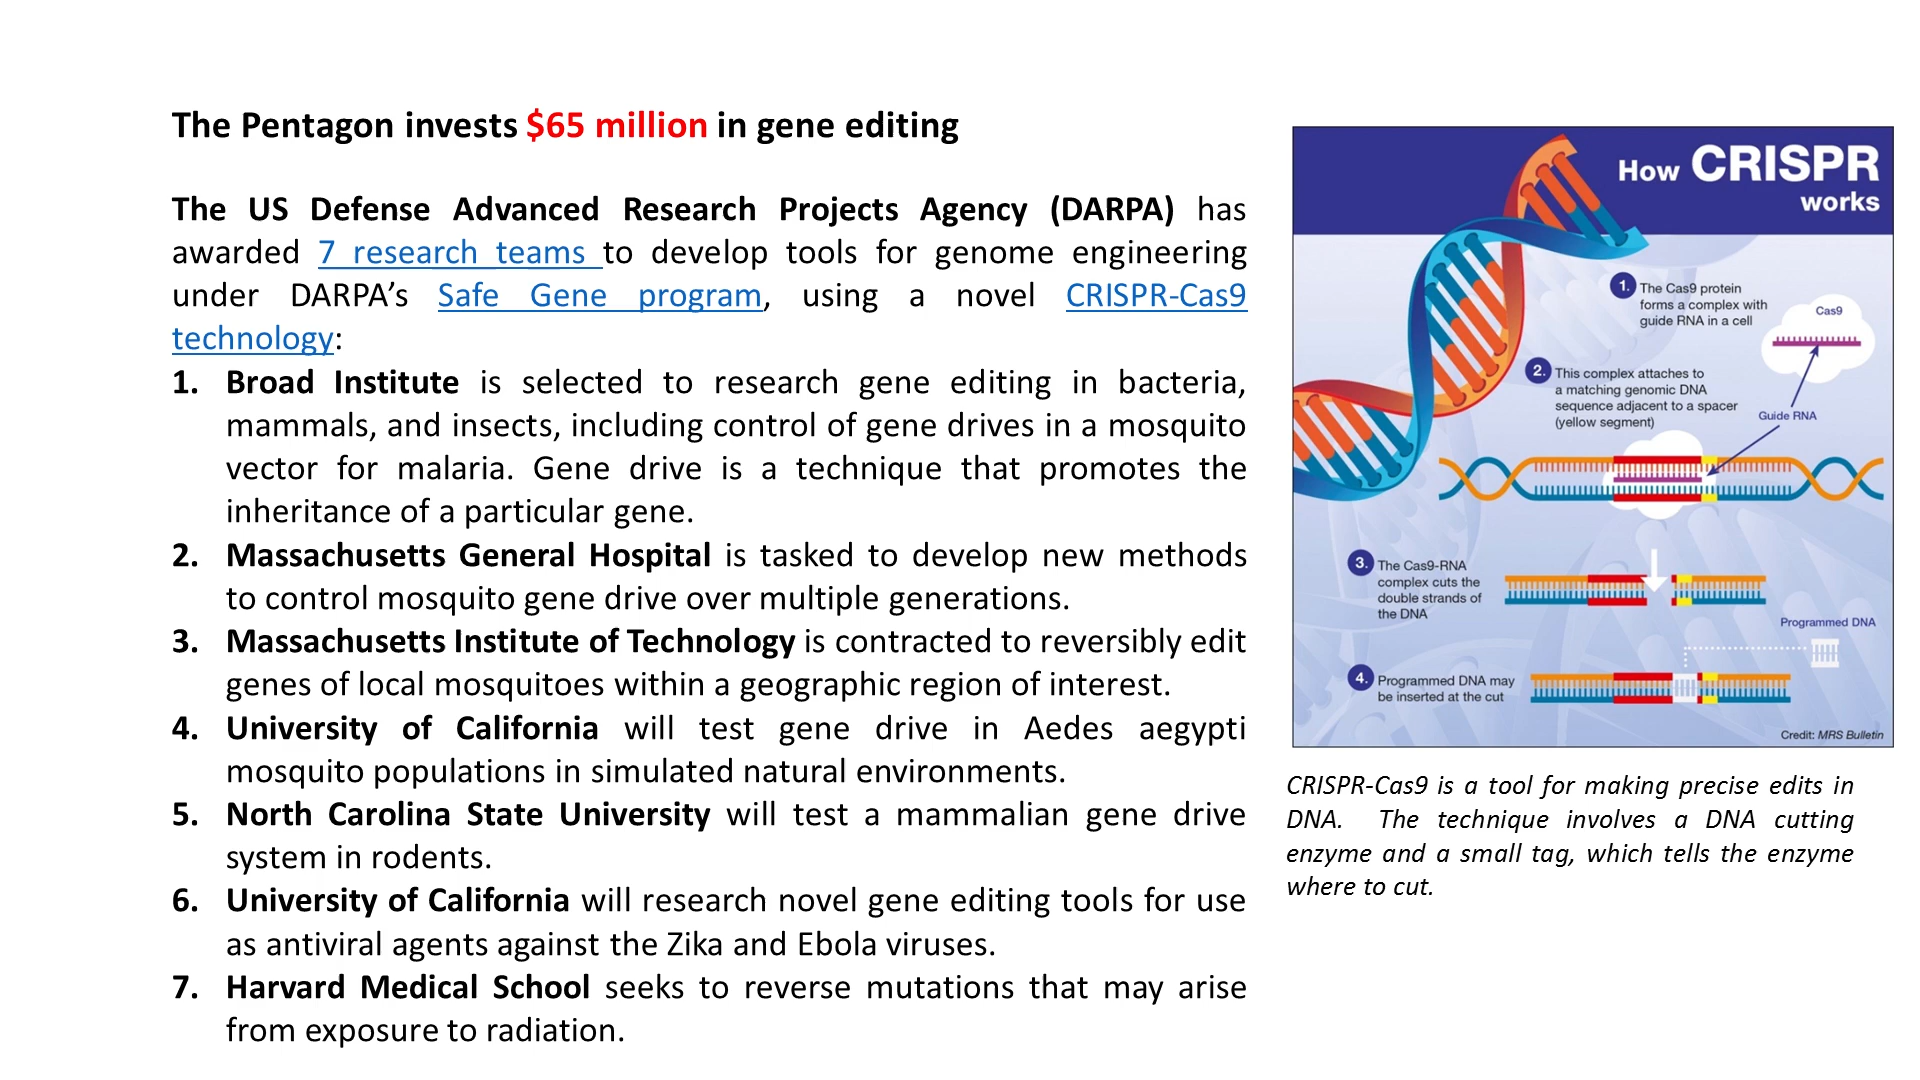 The Pentagon invests $65 million in gene editing
The US Defense Advanced Research Projects Agency (DARPA) has
awarded 7 research teams to develop tools for genome engineering
under DARPA’s Safe Gene program, using a novel CRISPR-Cas9
technology:
1. Broad Institute is selected to research gene editing in bacteria,
mammals, and insects, including control of gene drives in a mosquito
vector for malaria. Gene drive is a technique that promotes the
inheritance of a particular gene.
2. Massachusetts General Hospital is tasked to develop new methods
to control mosquito gene drive over multiple generations.
3. Massachusetts Institute of Technology is contracted to reversibly edit
genes of local mosquitoes within a geographic region of interest.
4. University of California will test gene drive in Aedes aegypti
mosquito populations in simulated natural environments.
5. North Carolina State University will test a mammalian gene drive
system in rodents.
6. University of California will research novel gene editing tools for use
as antiviral agents against the Zika and Ebola viruses.
7. Harvard Medical School seeks to reverse mutations that may arise
from exposure to radiation.
How CRISPR
works
1. The Cas9 protein
forms a complex with
guide RNA in a cell
Cas9
2. This complex attaches to
a matching genomic DNA
sequence adjacent to a spacer
(yellow segment)
Guide RNA
3. The Cas9-RNA
complex cuts the
double strands of
the DNA
Programmed DNA
4. Programmed DNA may
be inserted at the cut
Credit: MRS Bulletin
CRISPR-Cas9 is a tool for making precise edits in
DNA. The technique involves a DNA cutting
enzyme and a small tag, which tells the enzyme
where to cut.